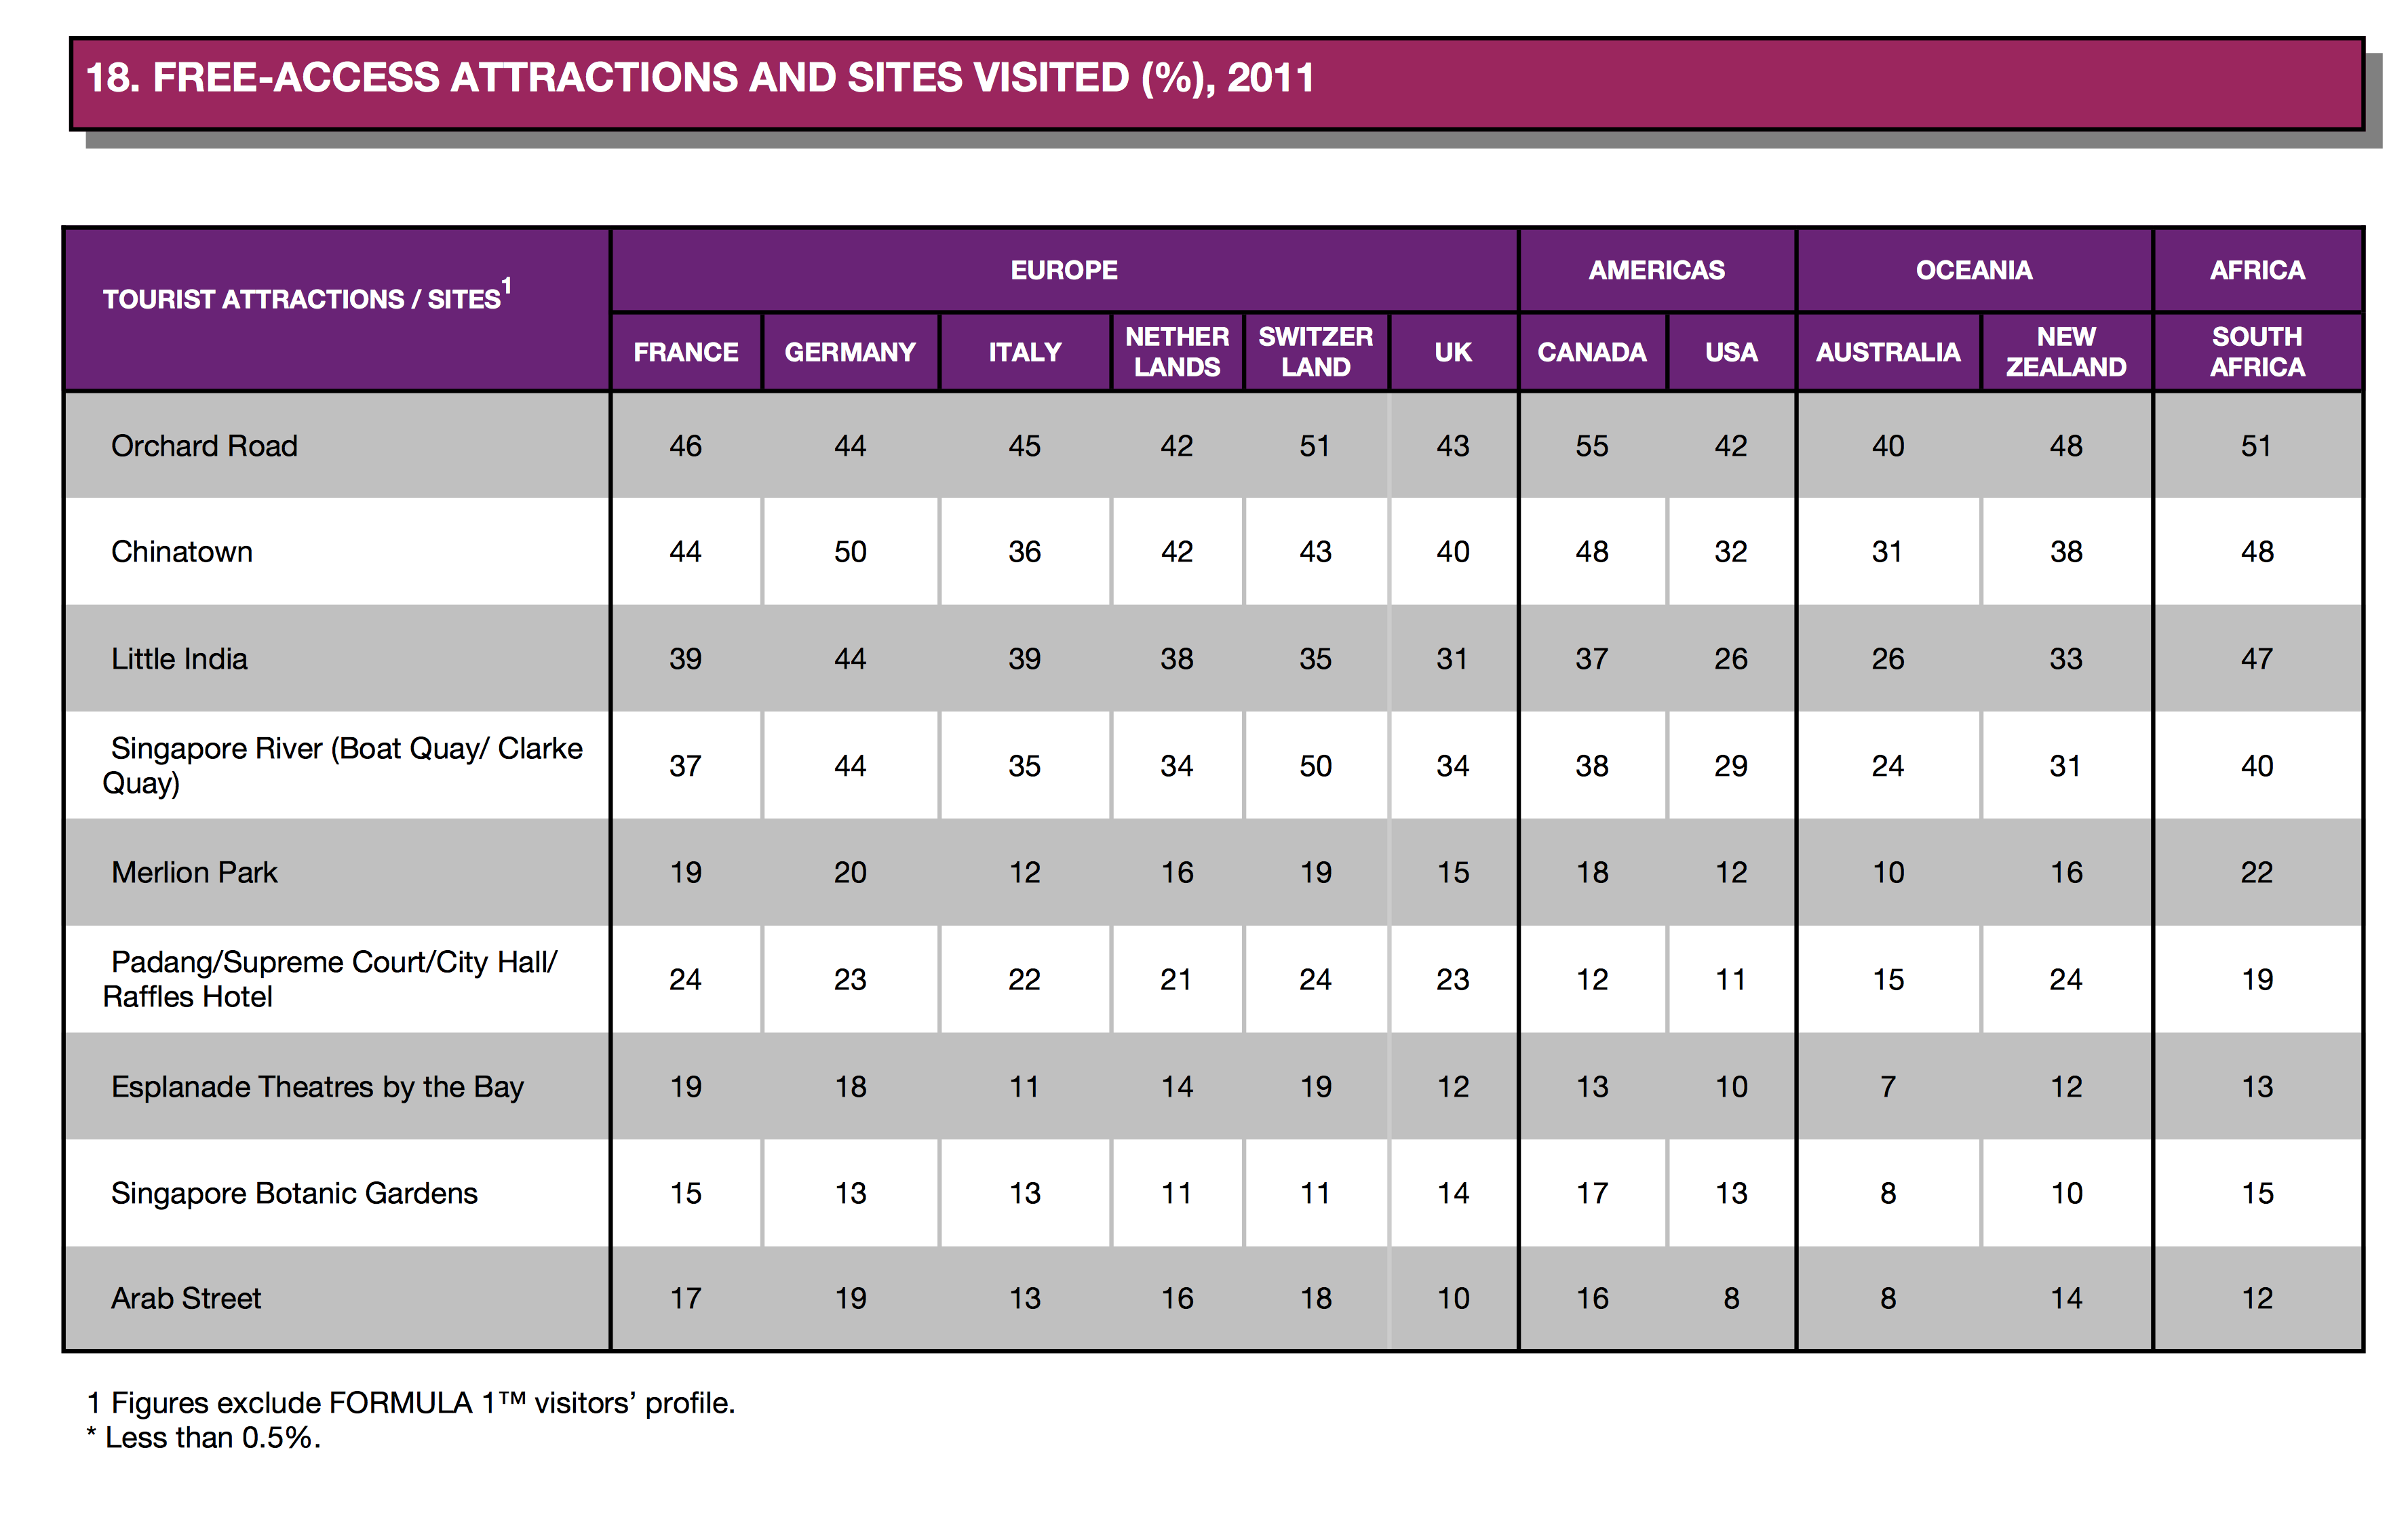 18. FREE-ACCESS ATTRACTIONS AND SITES VISITED (%), 2011
TOURIST ATTRACTIONS / SITES1 EUROPE AMERICAS OCEANIA AFRICA
FRANCE GERMANY ITALY NETHER LANDS SWITZER LAND UK CANADA USA AUSTRALIA NEW ZEALAND SOUTH AFRICA
Orchard Road 46 44 45 42 51 43 55 42 40 48 51
Chinatown 44 50 36 42 43 40 48 32 31 38 48
Little India 39 44 39 38 35 31 37 26 26 33 47
Singapore River (Boat Quay/ Clarke
Quay) 37 44 35 34 50 34 38 29 24 31 40
Merlion Park 19 20 12 16 19 15 18 12 10 16 22
Padang/Supreme Court/City Hall/
Raffles Hotel 24 23 22 21 24 23 12 11 15 24 19
Esplanade Theatres by the Bay 19 18 11 14 19 12 13 10 7 12 13
Singapore Botanic Gardens 15 13 13 11 11 14 17 13 8 10 15
Arab Street 17 19 13 16 18 10 16 8 8 14 12
1 Figures exclude FORMULA 1™ visitors’ profile.
* Less than 0.5%.